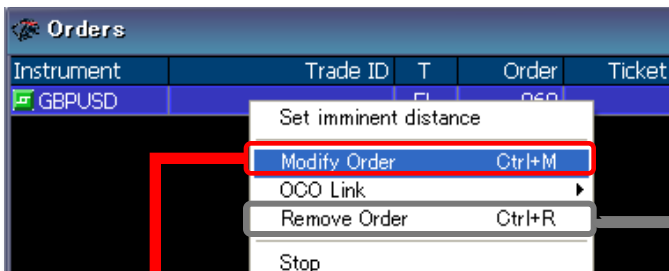 Orders
Instrument Trade ID T Order Ticket
GBPUSD
Set imminent distance
Modify Order Ctrl+M
OCO Link
Remove Order Ctrl+R
Stop